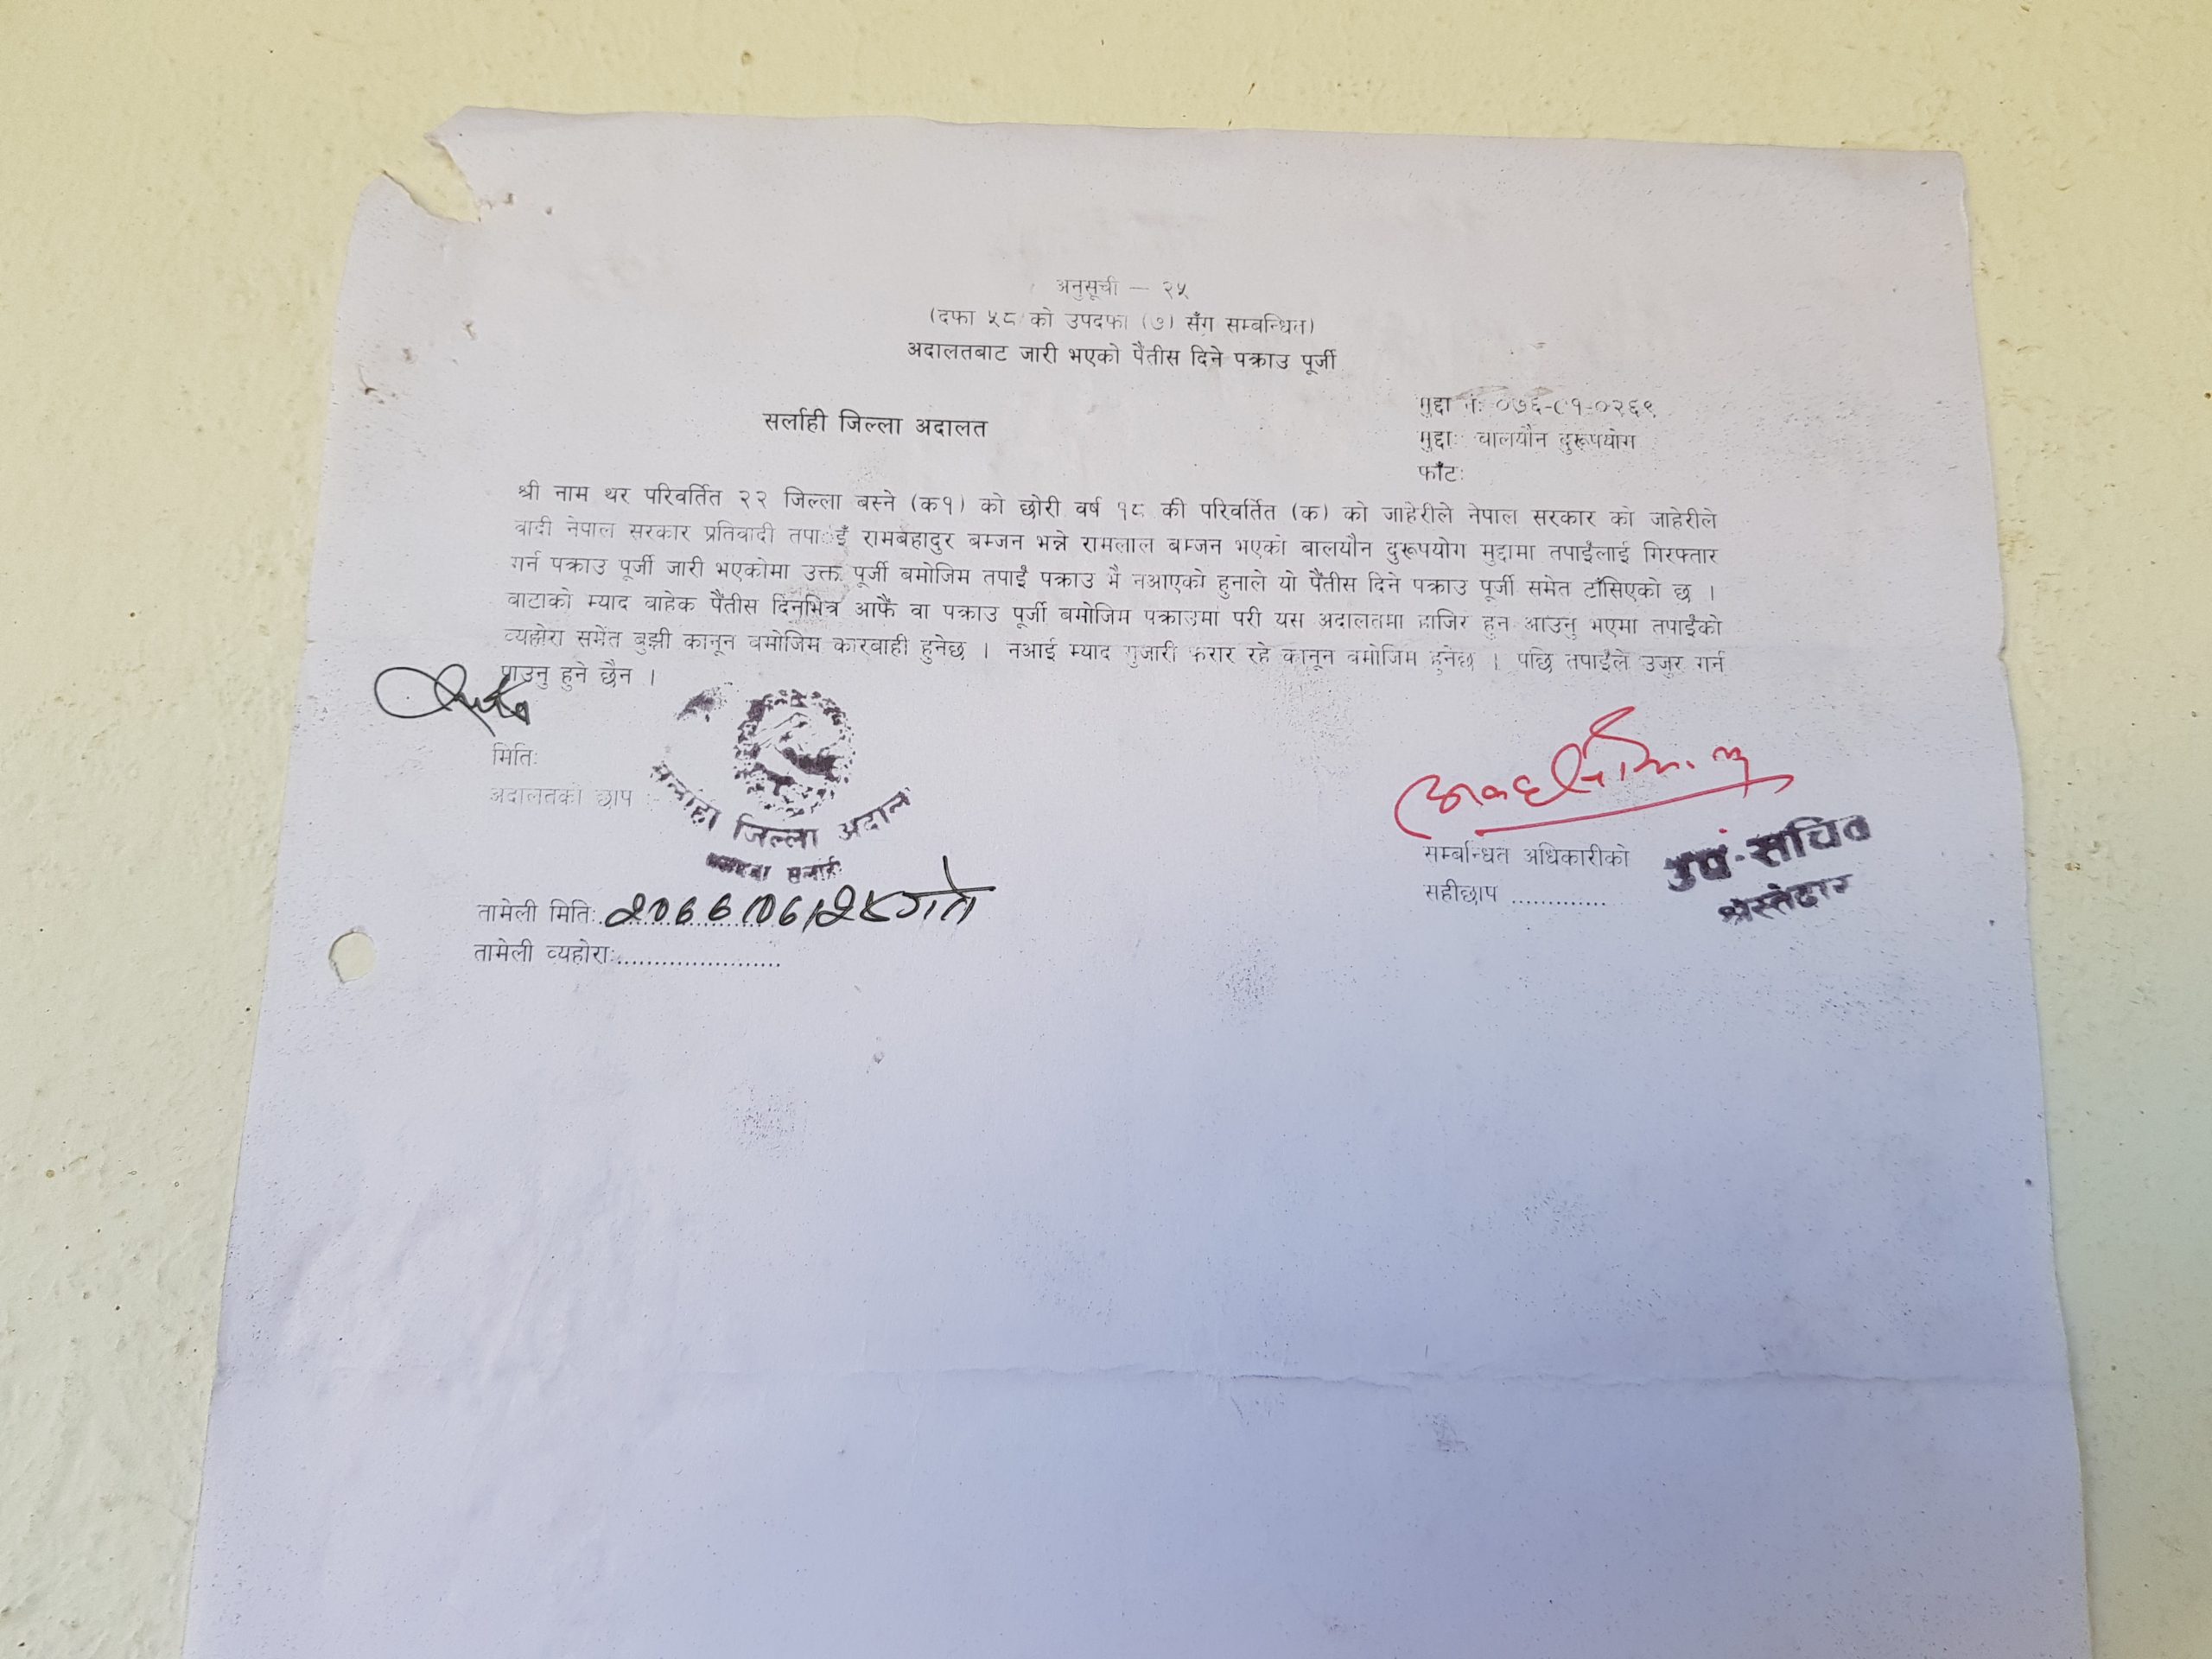 अनुसूची — २५
(दफा ५८ को उपदफा (७) सँग सम्बन्धित)
अदालतबाट जारी भएको पैंतीस दिने पक्राउ पूर्जी
सर्लाही जिल्ला अदालत
मुद्दा नं: ०७६-C१-०२६९
मुद्दाः बालयौन दुरूपयोग
फाँटः
श्री नाम थर परिवर्तित २२ जिल्ला बस्ने (क१) को छोरी वर्ष १८ की परिवर्तित (क) को जाहेरीले नेपाल सरकार को जाहेरीले
वादी नेपाल सरकार प्रतिवादी तपाईँ रामबहादुर बम्जन भन्ने रामलाल बम्जन भएको बालयौन दुरूपयोग मुद्दामा तपाईंलाई गिरफ्तार
गर्न पक्राउ पूर्जी जारी भएकोमा उक्त पूर्जी बमोजिम तपाईं पक्राउ भै नआएको हुनाले यो पैंतीस दिने पक्राउ पूर्जी समेत टाँसिएको छ ।
बाटाको म्याद बाहेक पैंतीस दिनभित्र आफैं वा पक्राउ पूर्जी बमोजिम पक्राउमा परी यस अदालतमा हाजिर हुन आउनु भएमा तपाईंको
व्यहोरा समेत बुझी कानून बमोजिम कारबाही हुनेछ । नआई म्याद गुजारी फरार रहे कानून बमोजिम हुनेछ । पछि तपाईंले उजुर गर्न
पाउनु हुने छैन ।
मितिः
अदालतको छाप :-
सर्लाही जिल्ला अदालत
तामेली मितिः २०७६।०६।२४ गते
तामेली व्यहोराः.......................
सम्बन्धित अधिकारीको
सहीछाप .............
उप-सचिव
श्रेस्तेदार